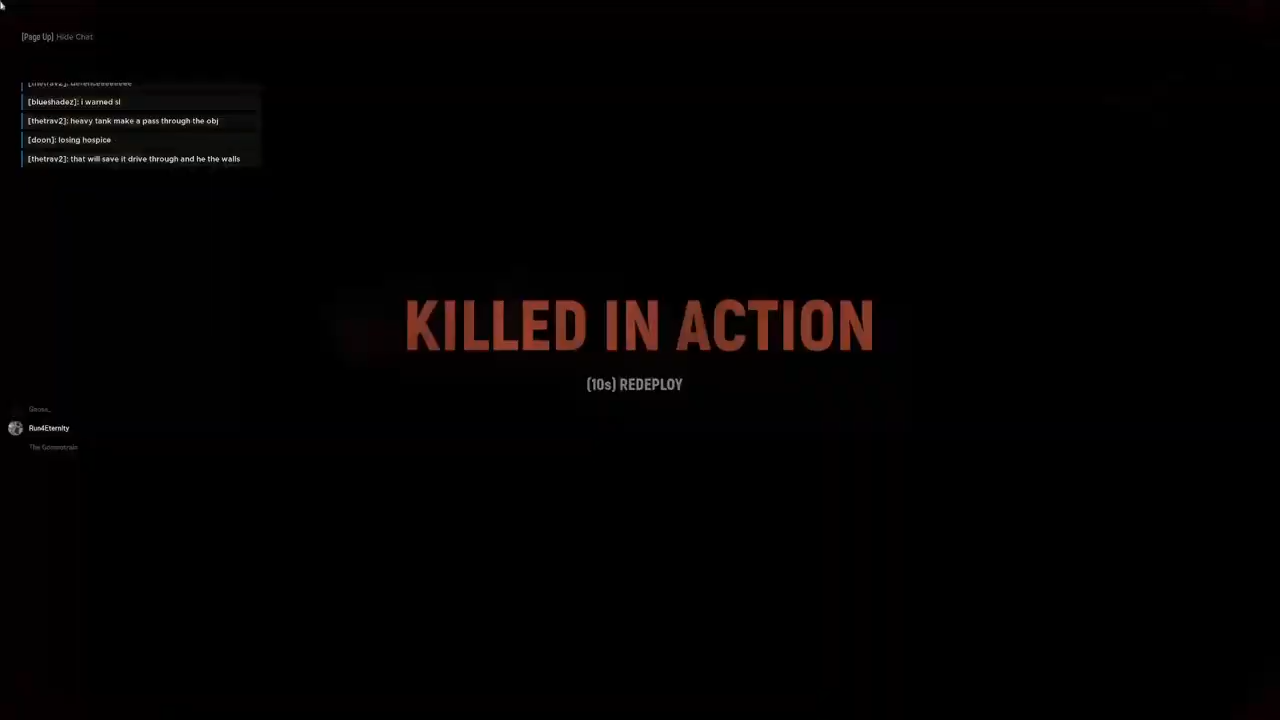 [Page Up] Hide Chat
[blueshadez]: i warned sl
[thetrav2]: heavy tank make a pass through the obj
[doon]: losing hospice
[thetrav2]: that will save it drive through and he the walls
KILLED IN ACTION
(10s) REDEPLOY
Run4Eternity